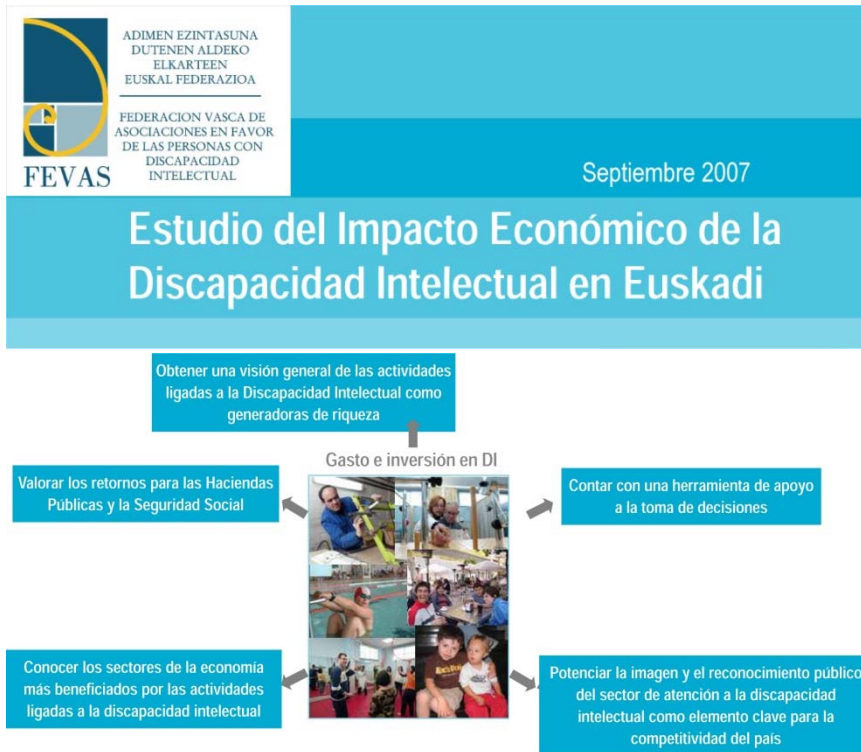 ADIMEN EZINTASUNA
DUTENEN ALDEKO
ELKARTEEN
EUSKAL FEDERAZIOA
FEDERACION VASCA DE
ASOCIACIONES EN FAVOR
DE LAS PERSONAS CON
DISCAPACIDAD
INTELECTUAL
FEVAS
Septiembre 2007
Estudio del Impacto Económico de la
Discapacidad Intelectual en Euskadi
Obtener una visión general de las actividades
ligadas a la Discapacidad Intelectual como
generadoras de riqueza
Gasto e inversión en DI
Valorar los retornos para las Haciendas
Públicas y la Seguridad Social
Contar con una herramienta de apoyo
a la toma de decisiones
Conocer los sectores de la economía
más beneficiados por las actividades
ligadas a la discapacidad intelectual
Potenciar la imagen y el reconocimiento público
del sector de atención a la discapacidad
intelectual como elemento clave para la
competitividad del país